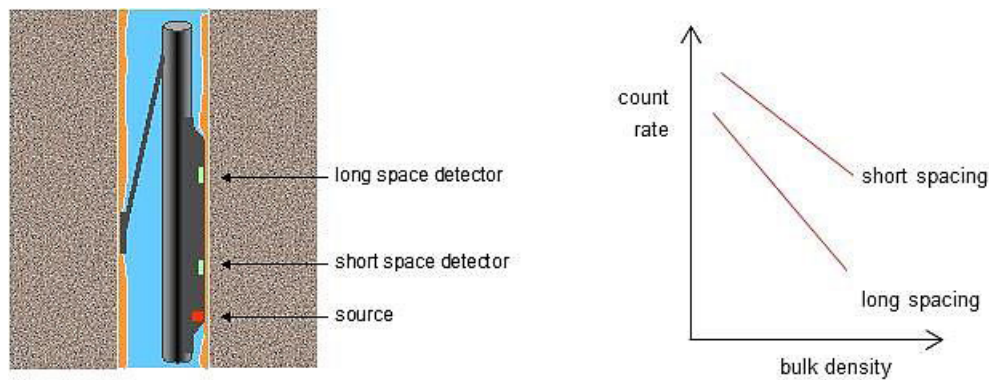 long space detector
short space detector
source
count
rate
short spacing
long spacing
bulk density